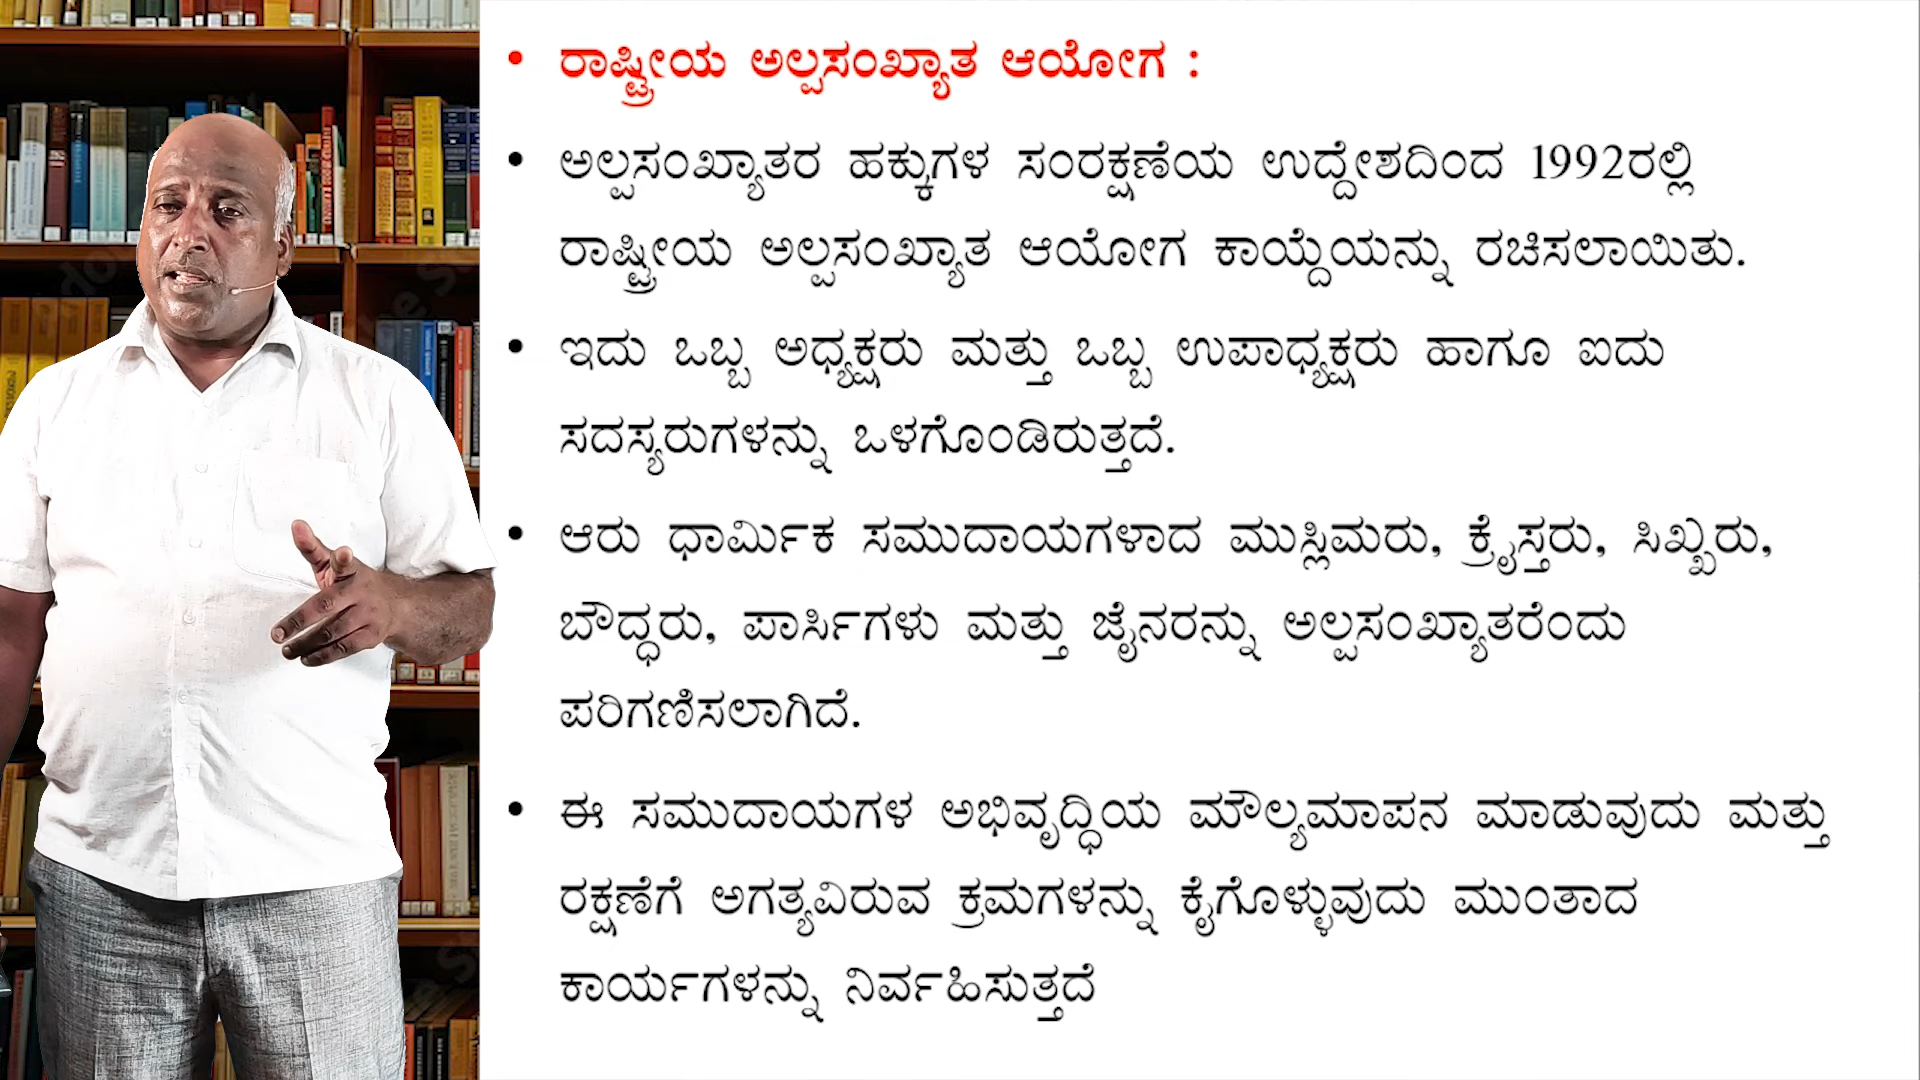 • ರಾಷ್ಟ್ರೀಯ ಅಲ್ಪಸಂಖ್ಯಾತ ಆಯೋಗ :
• ಅಲ್ಪಸಂಖ್ಯಾತರ ಹಕ್ಕುಗಳ ಸಂರಕ್ಷಣೆಯ ಉದ್ದೇಶದಿಂದ 1992ರಲ್ಲಿ
ರಾಷ್ಟ್ರೀಯ ಅಲ್ಪಸಂಖ್ಯಾತ ಆಯೋಗ ಕಾಯ್ದೆಯನ್ನು ರಚಿಸಲಾಯಿತು.
• ಇದು ಒಬ್ಬ ಅಧ್ಯಕ್ಷರು ಮತ್ತು ಒಬ್ಬ ಉಪಾಧ್ಯಕ್ಷರು ಹಾಗೂ ಐದು
ಸದಸ್ಯರುಗಳನ್ನು ಒಳಗೊಂಡಿರುತ್ತದೆ.
• ಆರು ಧಾರ್ಮಿಕ ಸಮುದಾಯಗಳಾದ ಮುಸ್ಲಿಮರು, ಕ್ರೈಸ್ತರು, ಸಿಖ್ಖರು,
ಬೌದ್ಧರು, ಪಾರ್ಸಿಗಳು ಮತ್ತು ಜೈನರನ್ನು ಅಲ್ಪಸಂಖ್ಯಾತರೆಂದು
ಪರಿಗಣಿಸಲಾಗಿದೆ.
• ಈ ಸಮುದಾಯಗಳ ಅಭಿವೃದ್ಧಿಯ ಮೌಲ್ಯಮಾಪನ ಮಾಡುವುದು ಮತ್ತು
ರಕ್ಷಣೆಗೆ ಅಗತ್ಯವಿರುವ ಕ್ರಮಗಳನ್ನು ಕೈಗೊಳ್ಳುವುದು ಮುಂತಾದ
ಕಾರ್ಯಗಳನ್ನು ನಿರ್ವಹಿಸುತ್ತದೆ